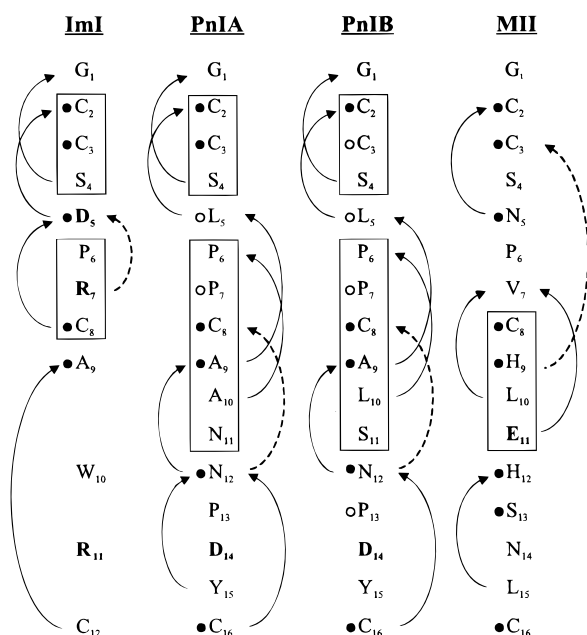 ImI PnIA PnIB MII
G₁ G₁ G₁ G₁
●C₂ ●C₂ ●C₂ ●C₂
●C₃ ●C₃ ○C₃ ●C₃
S₄ S₄ S₄ S₄
●D₅ ○L₅ ○L₅ ●N₅
P₆ P₆ P₆ P₆
R₇ ○P₇ ○P₇ V₇
●C₈ ●C₈ ●C₈ ●C₈
●A₉ ●A₉ ●A₉ ●H₉
A₁₀ L₁₀ L₁₀
N₁₁ S₁₁ E₁₁
W₁₀ ●N₁₂ ●N₁₂ ●H₁₂
P₁₃ ○P₁₃ ●S₁₃
R₁₁ D₁₄ D₁₄ N₁₄
Y₁₅ Y₁₅ L₁₅
C₁₂ ●C₁₆ ●C₁₆ ●C₁₆